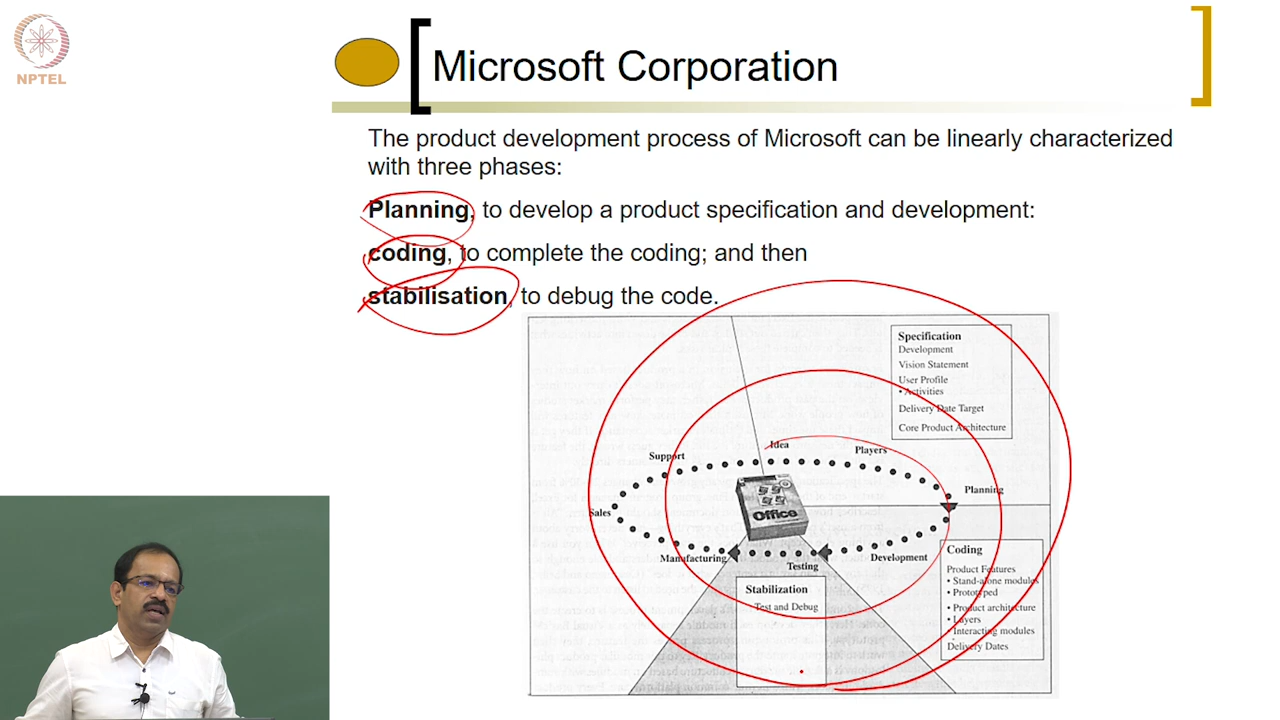 NPTEL
Microsoft Corporation
The product development process of Microsoft can be linearly characterized
with three phases:
Planning, to develop a product specification and development:
coding, to complete the coding; and then
stabilisation, to debug the code.
Specification
Development
Vision Statement
User Profile
• Activities
Delivery Date Target
Core Product Architecture
Idea
Players
Support
Planning
Office
Sales
Manufacturing
Testing
Development
Coding
Product Features
• Stand-alone modules
• Prototyped
• Product architecture
• Layers
• Interacting modules
Delivery Dates
Stabilization
Test and Debug